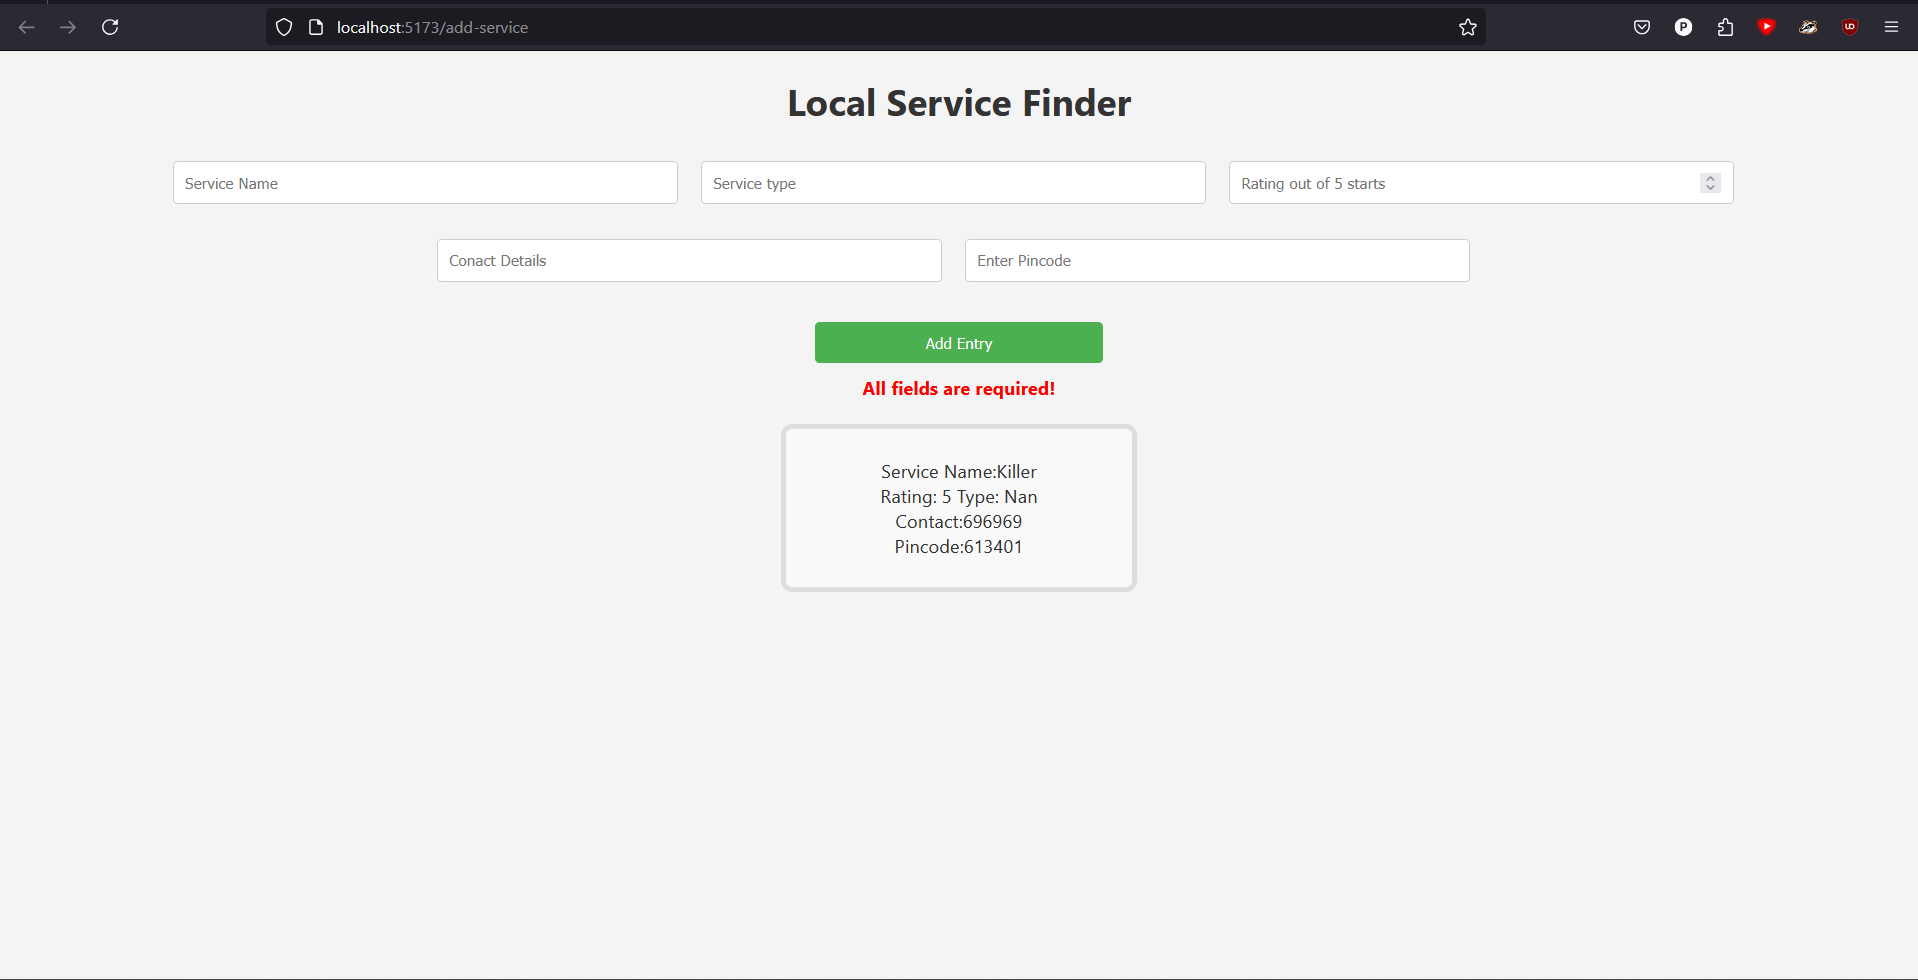 localhost:5173/add-service
Local Service Finder
Service Name
Service type
Rating out of 5 starts
Conact Details
Enter Pincode
Add Entry
All fields are required!
Service Name:Killer
Rating: 5 Type: Nan
Contact:696969
Pincode:613401